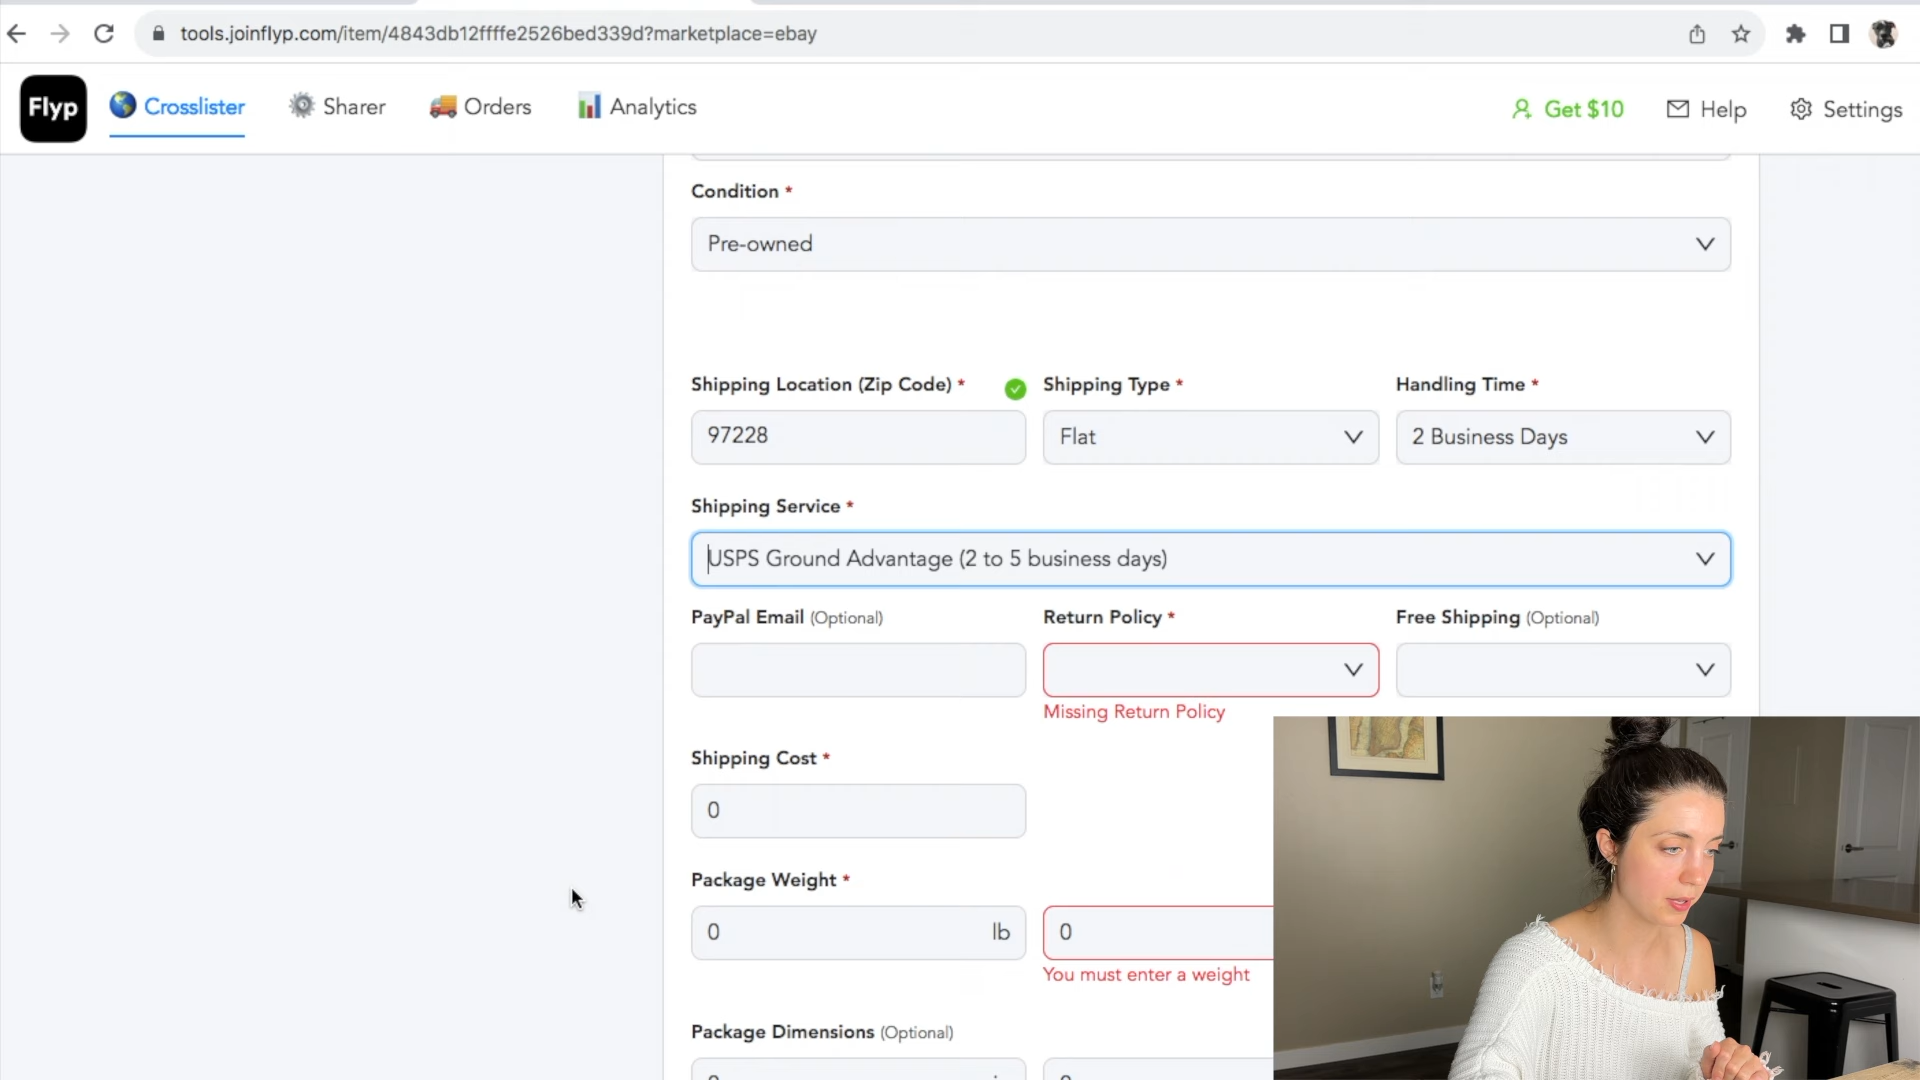 tools.joinflyp.com/item/4843db12ffffe2526bed339d?marketplace=ebay
Flyp Crosslister Sharer Orders Analytics Get $10 Help Settings
Condition *
Pre-owned
Shipping Location (Zip Code) * Shipping Type * Handling Time *
97228 Flat 2 Business Days
Shipping Service *
USPS Ground Advantage (2 to 5 business days)
PayPal Email (Optional) Return Policy * Free Shipping (Optional)
Missing Return Policy
Shipping Cost *
0
Package Weight *
0 lb 0
You must enter a weight
Package Dimensions (Optional)